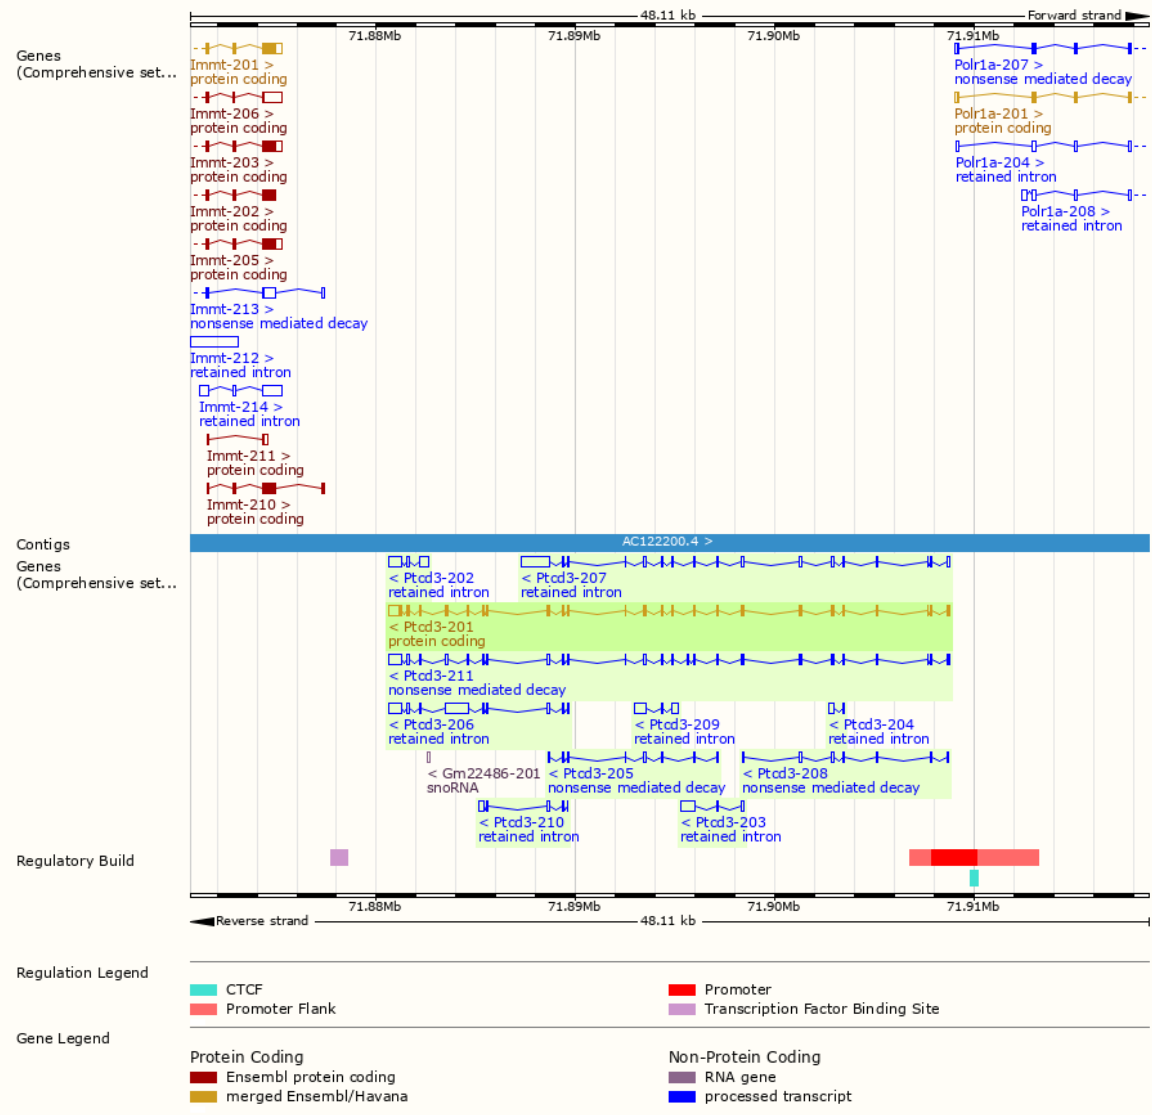 48.11 kb
Forward strand
71.88Mb 71.89Mb 71.90Mb 71.91Mb
Genes
(Comprehensive set...
Immt-201 >
protein coding
Immt-206 >
protein coding
Immt-203 >
protein coding
Immt-202 >
protein coding
Immt-205 >
protein coding
Immt-213 >
nonsense mediated decay
Immt-212 >
retained intron
Immt-214 >
retained intron
Immt-211 >
protein coding
Immt-210 >
protein coding
Polr1a-207 >
nonsense mediated decay
Polr1a-201 >
protein coding
Polr1a-204 >
retained intron
Polr1a-208 >
retained intron
Contigs
AC122200.4 >
Genes
(Comprehensive set...
< Ptcd3-202
retained intron
< Ptcd3-207
retained intron
< Ptcd3-201
protein coding
< Ptcd3-211
nonsense mediated decay
< Ptcd3-206
retained intron
< Ptcd3-209
retained intron
< Ptcd3-204
retained intron
< Gm22486-201
snoRNA
< Ptcd3-205
nonsense mediated decay
< Ptcd3-208
nonsense mediated decay
< Ptcd3-210
retained intron
< Ptcd3-203
retained intron
Regulatory Build
71.88Mb 71.89Mb 71.90Mb 71.91Mb
Reverse strand
48.11 kb
Regulation Legend
CTCF
Promoter
Promoter Flank
Transcription Factor Binding Site
Gene Legend
Protein Coding
Non-Protein Coding
Ensembl protein coding
RNA gene
merged Ensembl/Havana
processed transcript